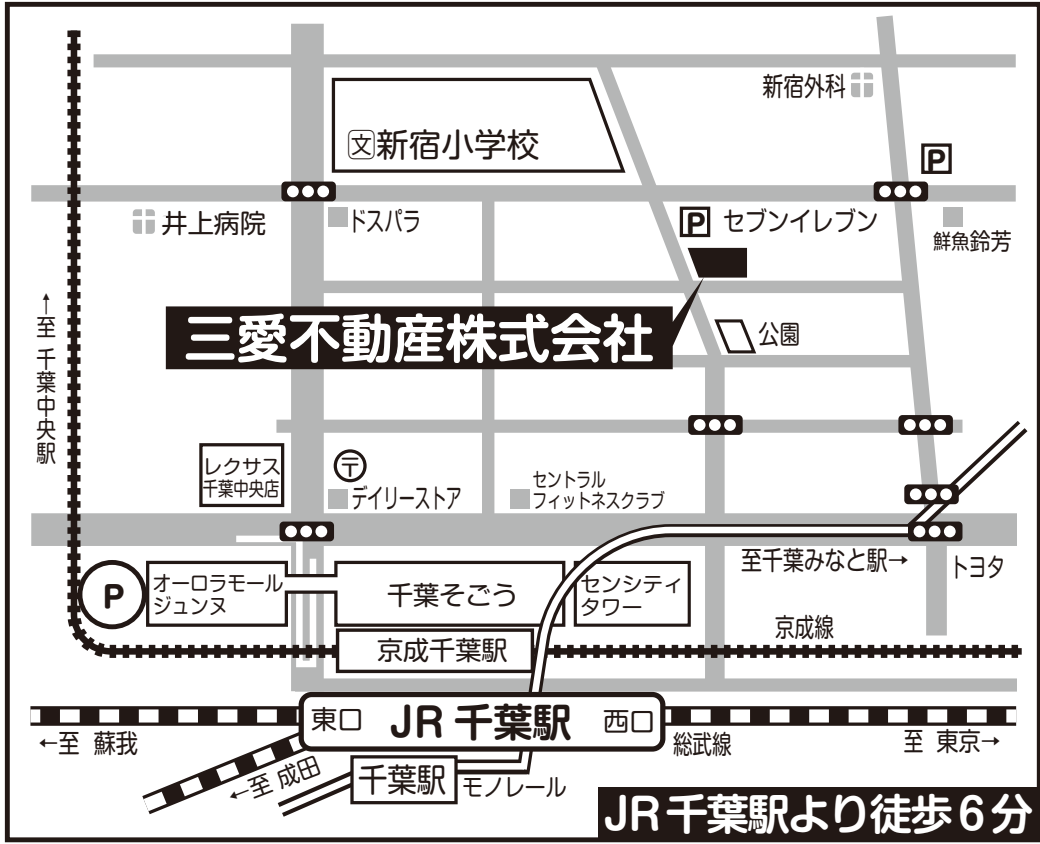 新宿外科
文 新宿小学校
P
井上病院
ドスパラ
P セブンイレブン
鮮魚鈴芳
←至 千葉中央駅
三愛不動産株式会社
公園
レクサス
千葉中央店
〒
デイリーストア
セントラル
フィットネスクラブ
至千葉みなと駅→
トヨタ
P
オーロラモール
ジュンヌ
千葉そごう
センシティ
タワー
京成線
京成千葉駅
東口 JR 千葉駅 西口
←至 蘇我
総武線
至 東京→
←至 成田
千葉駅
モノレール
JR千葉駅より徒歩6分